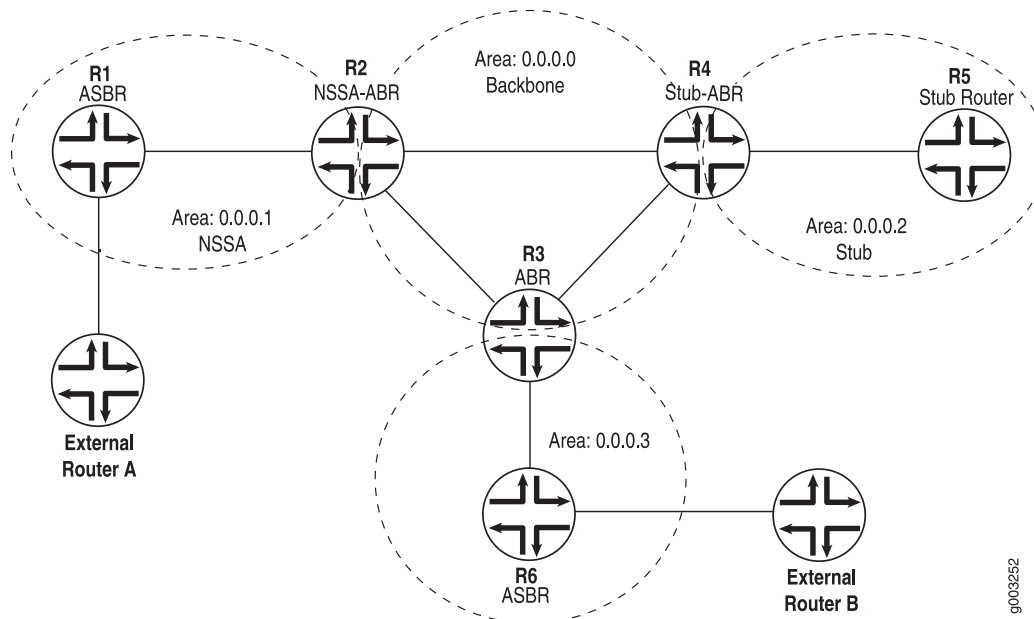 R1
ASBR
R2
NSSA-ABR
Area: 0.0.0.0
Backbone
R4
Stub-ABR
R5
Stub Router
Area: 0.0.0.1
NSSA
Area: 0.0.0.2
Stub
R3
ABR
External
Router A
Area: 0.0.0.3
R6
ASBR
External
Router B
g003252